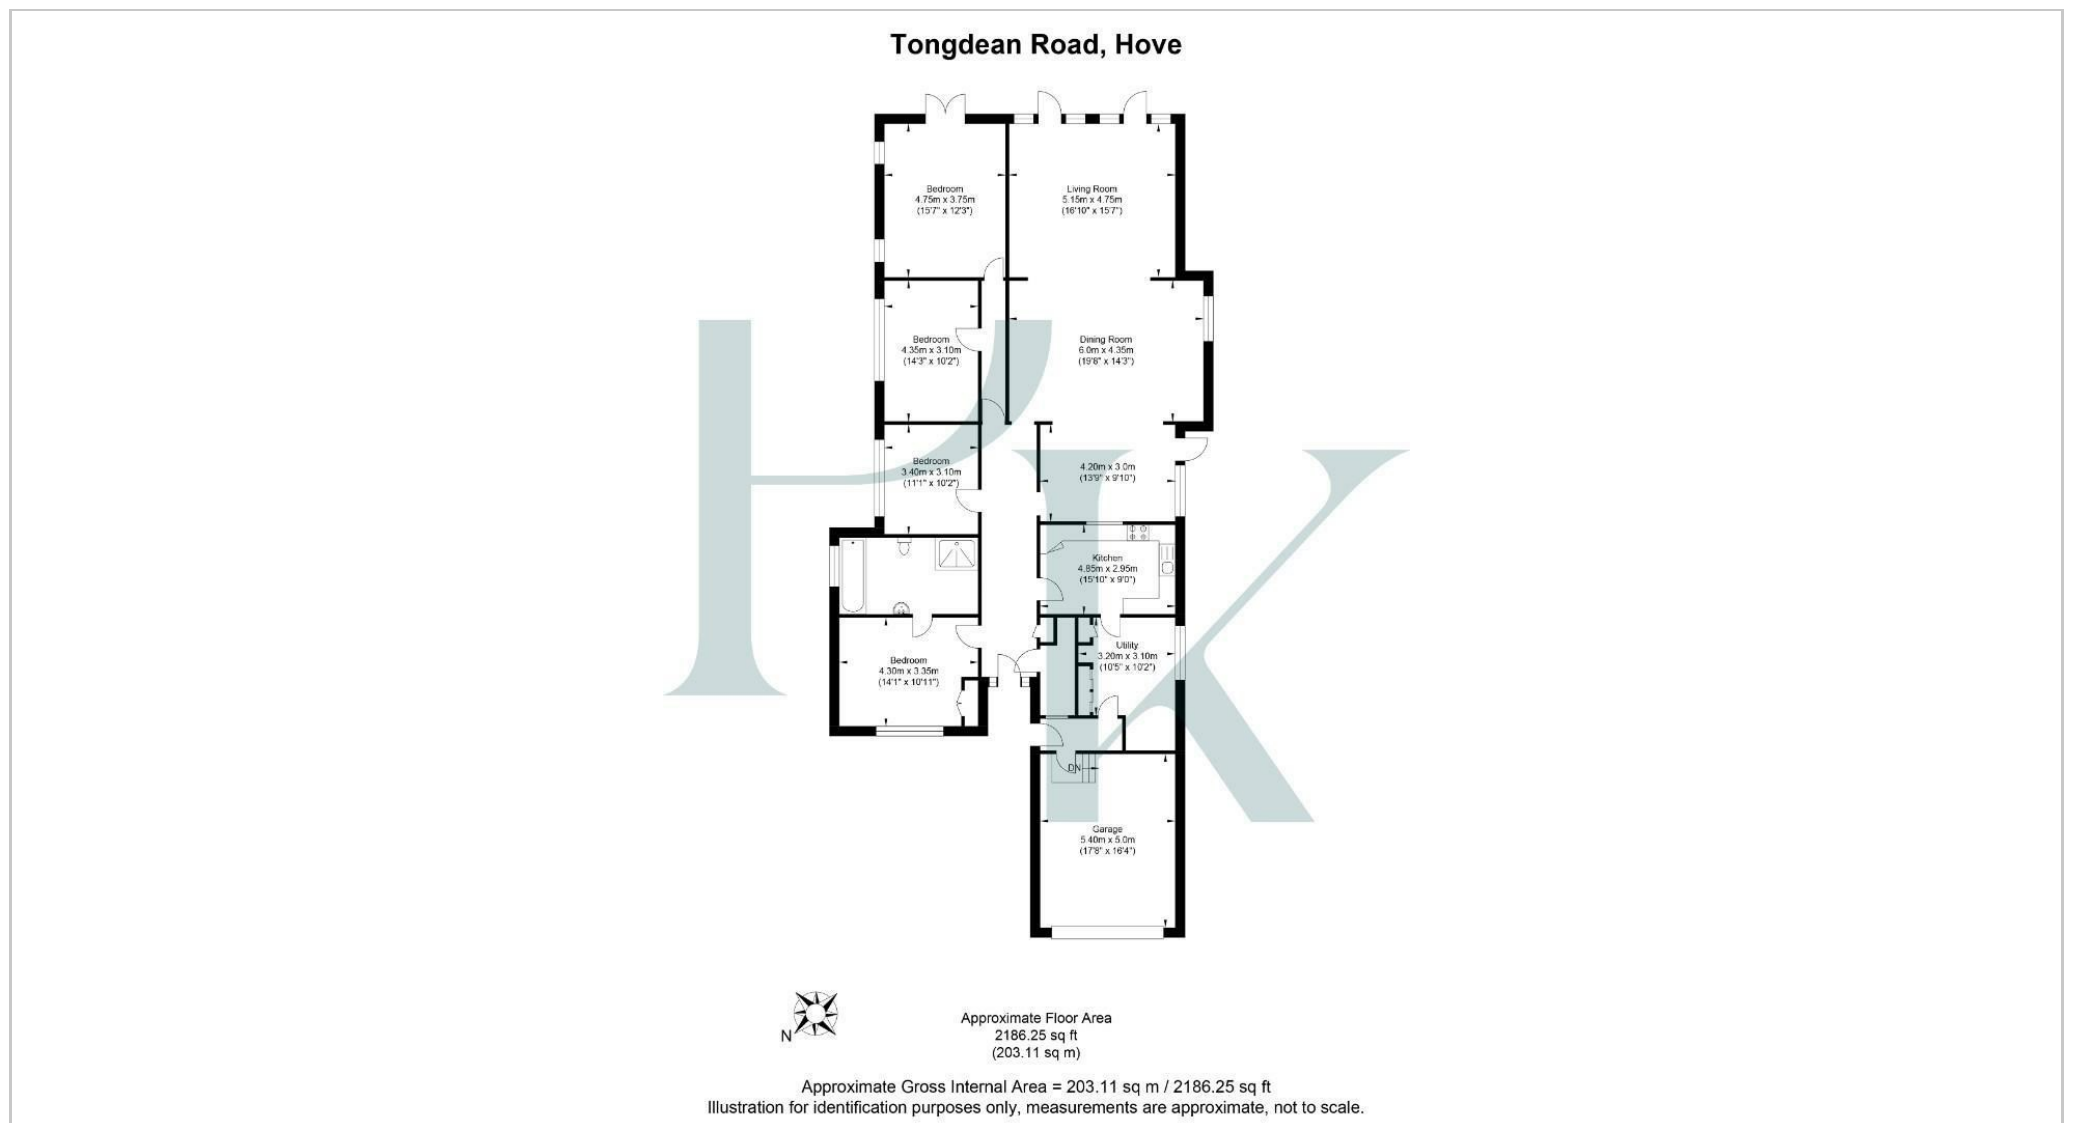 Tongdean Road, Hove
Bedroom
4.75m x 3.75m
(15'7" x 12'3")
Living Room
5.15m x 4.75m
(16'10" x 15'7")
Bedroom
4.35m x 3.10m
(14'3" x 10'2")
Dining Room
6.0m x 4.35m
(19'8" x 14'3")
Bedroom
3.40m x 3.10m
(11'1" x 10'2")
4.20m x 3.0m
(13'9" x 9'10")
Kitchen
4.85m x 2.95m
(15'10" x 9'0")
Utility
3.20m x 3.10m
(10'5" x 10'2")
Bedroom
4.30m x 3.35m
(14'1" x 10'11")
DN
Garage
5.40m x 5.0m
(17'8" x 16'4")
PK
N
Approximate Floor Area
2186.25 sq ft
(203.11 sq m)
Approximate Gross Internal Area = 203.11 sq m / 2186.25 sq ft
Illustration for identification purposes only, measurements are approximate, not to scale.